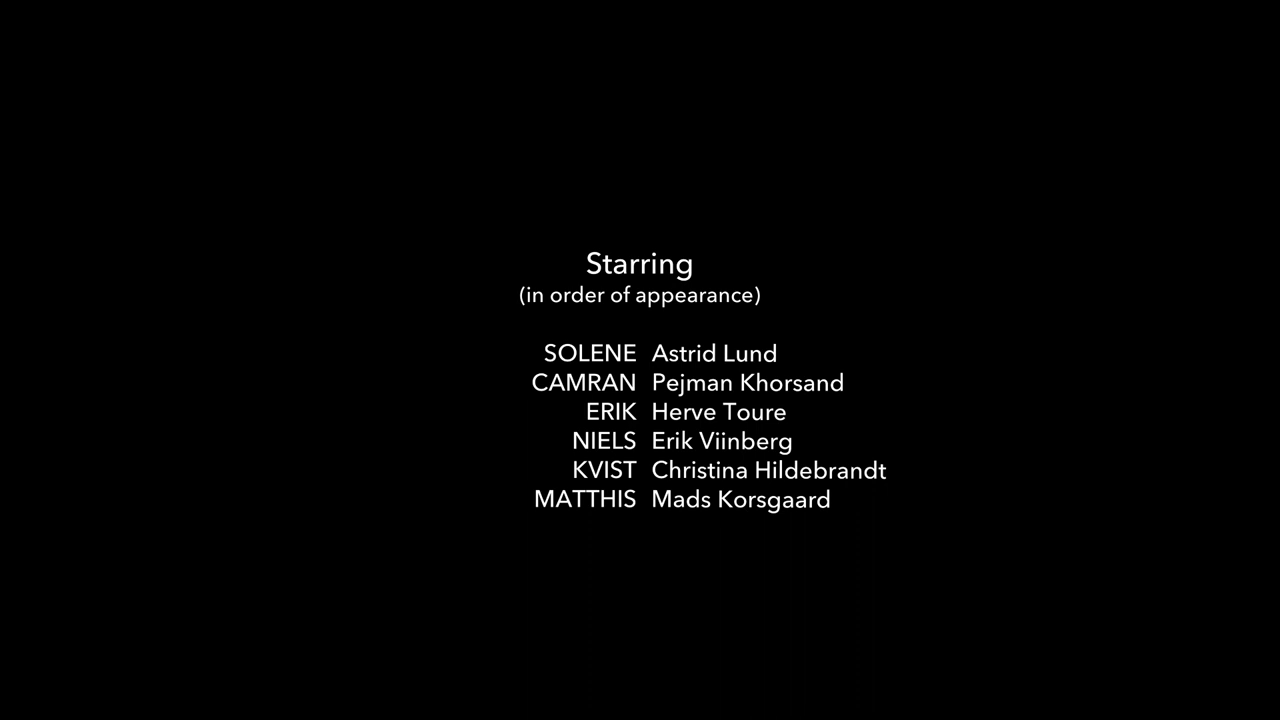 Starring
(in order of appearance)
SOLENE Astrid Lund
CAMRAN Pejman Khorsand
ERIK Herve Toure
NIELS Erik Viinberg
KVIST Christina Hildebrandt
MATTHIS Mads Korsgaard